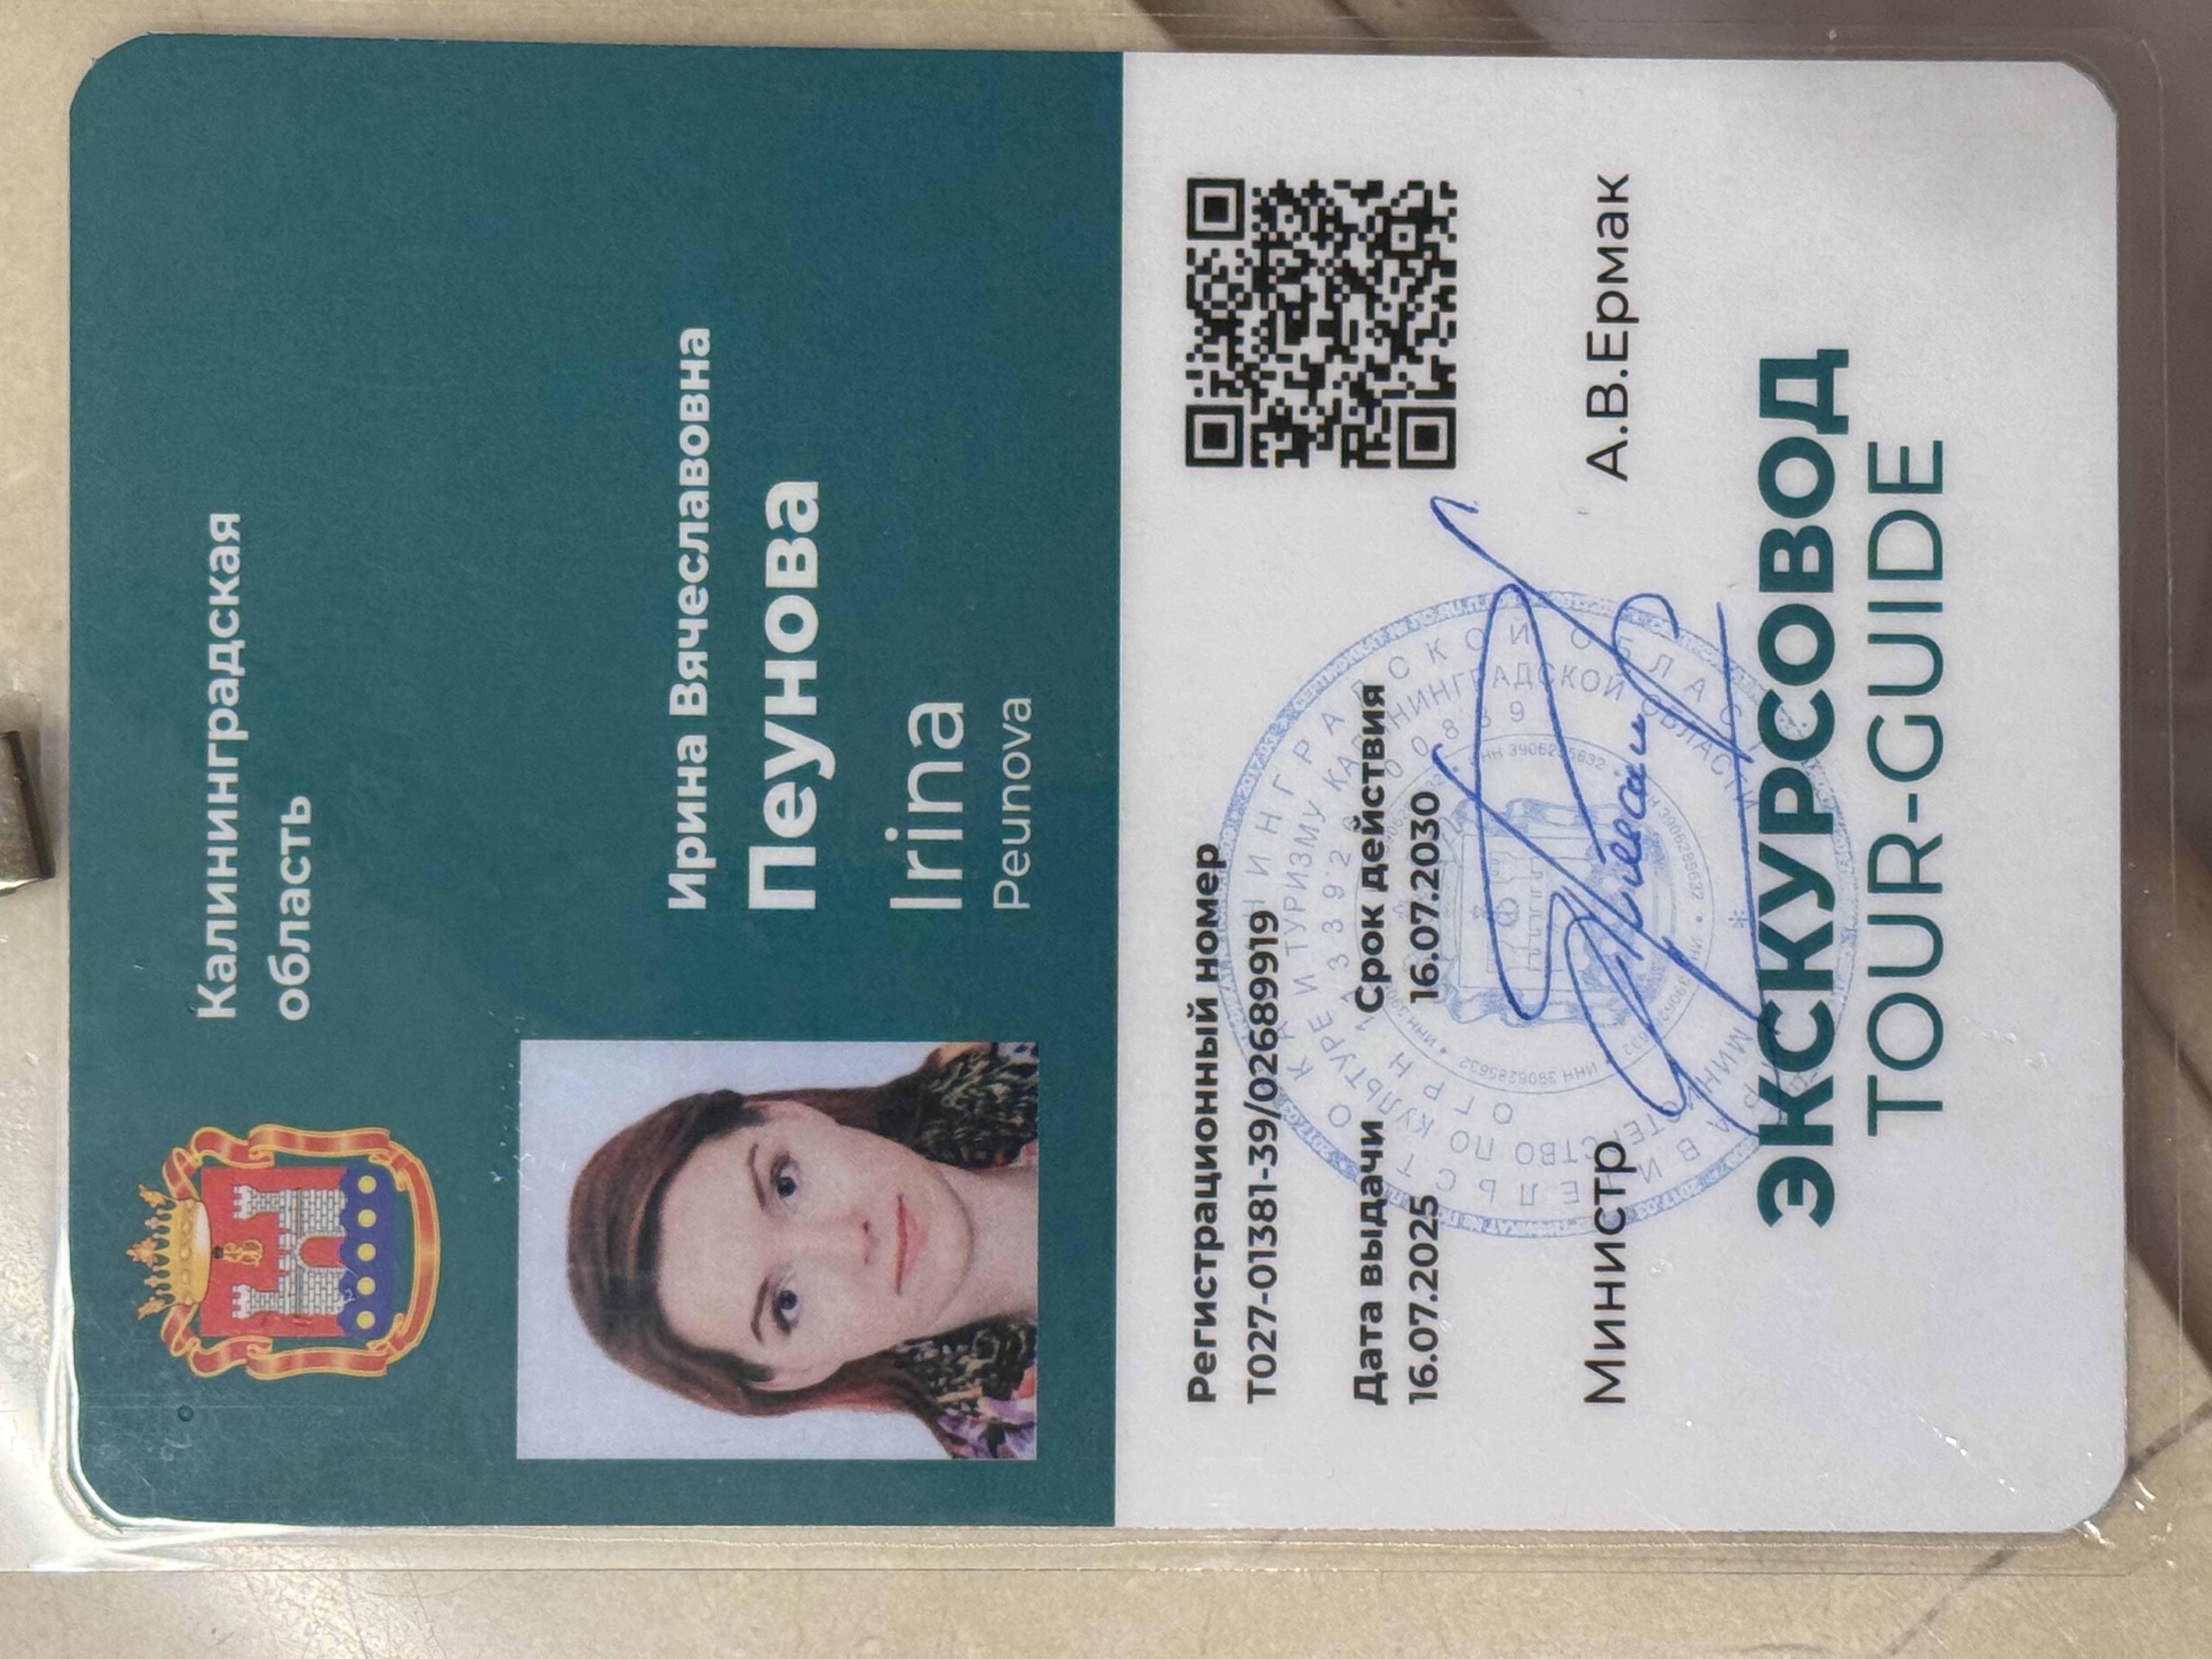 Калининградская
область
Ирина Вячеславовна
Пеунова
Irina
Peunova
Регистрационный номер
Т027-01381-39/02689919
Дата выдачи
16.07.2025
Срок действия
16.07.2030
Министр
А.В.Ермак
ЭКСКУРСОВОД
TOUR-GUIDE
КАЛИНИНГРАДСКОЙ
МИНИСТЕРСТВО ПО КУЛЬТУРЕ И ТУРИЗМУ КАЛИНИНГРАДСКОЙ ОБЛАСТИ
ОГРН
ИНН 3906285632